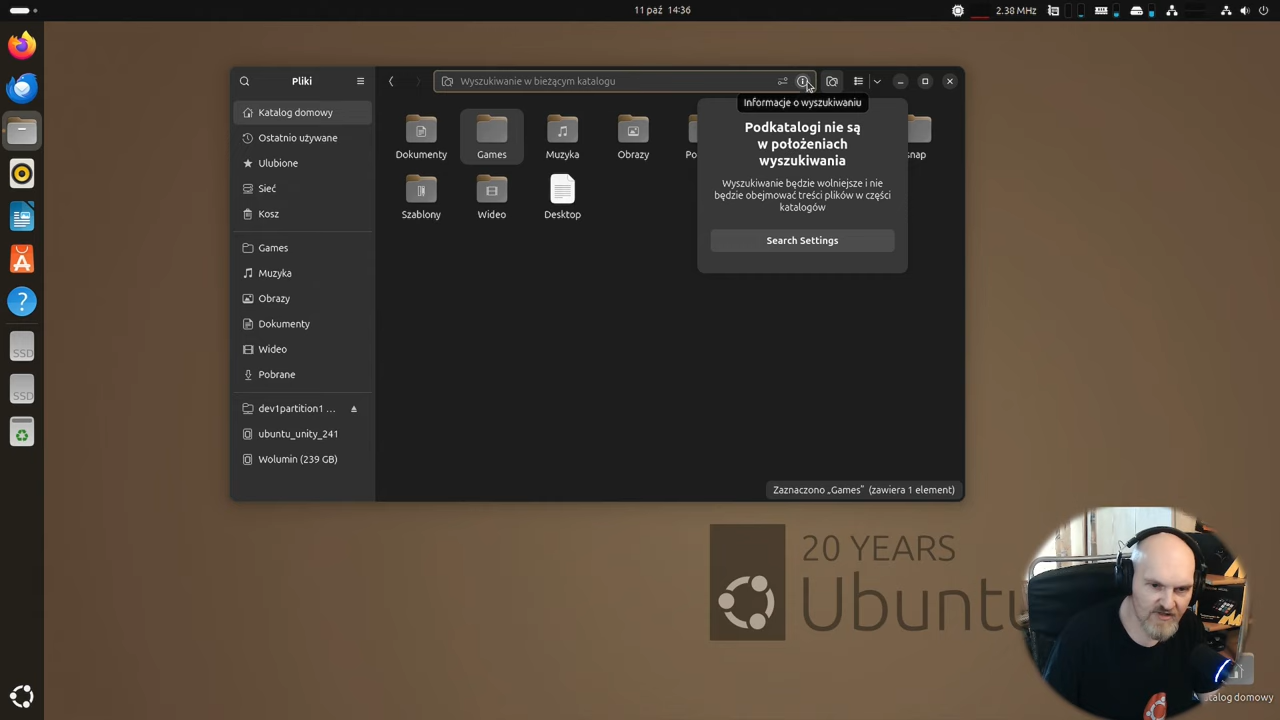 11 paź 14:36
2.38 MHz
Pliki
Wyszukiwanie w bieżącym katalogu
Informacje o wyszukiwaniu
Katalog domowy
Ostatnio używane
Ulubione
Sieć
Kosz
Games
Muzyka
Obrazy
Dokumenty
Wideo
Pobrane
dev1partition1 ...
ubuntu_unity_241
Wolumin (239 GB)
Dokumenty
Games
Muzyka
Obrazy
snap
Szablony
Wideo
Desktop
Podkatalogi nie są
w położeniach
wyszukiwania
Wyszukiwanie będzie wolniejsze i nie
będzie obejmować treści plików w części
katalogów
Search Settings
Zaznaczono „Games” (zawiera 1 element)
SSD
SSD
20 YEARS
Ubuntu
atalog domowy